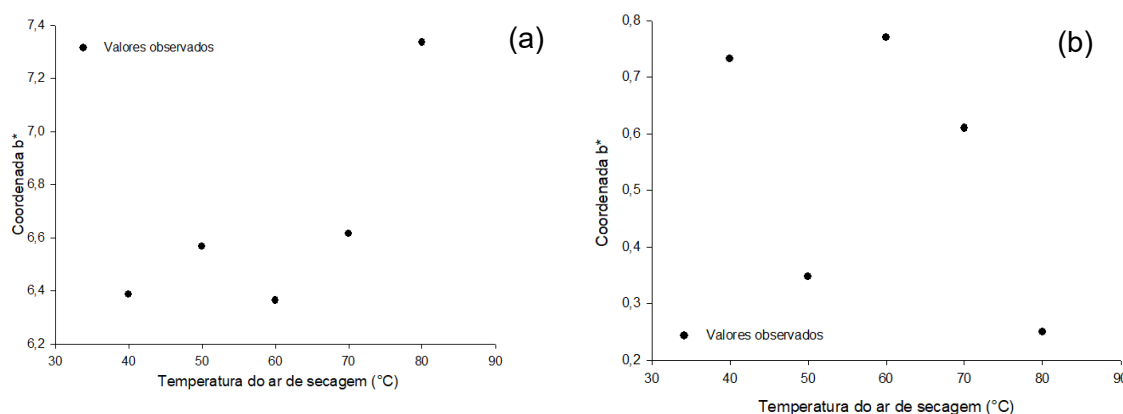 7,4
7,2
7,0
6,8
6,6
6,4
6,2
Coordenada b*
Valores observados
(a)
30 40 50 60 70 80 90
Temperatura do ar de secagem (°C)
0,8
0,7
0,6
0,5
0,4
0,3
0,2
Coordenada b*
(b)
Valores observados
30 40 50 60 70 80 90
Temperatura do ar de secagem (°C)